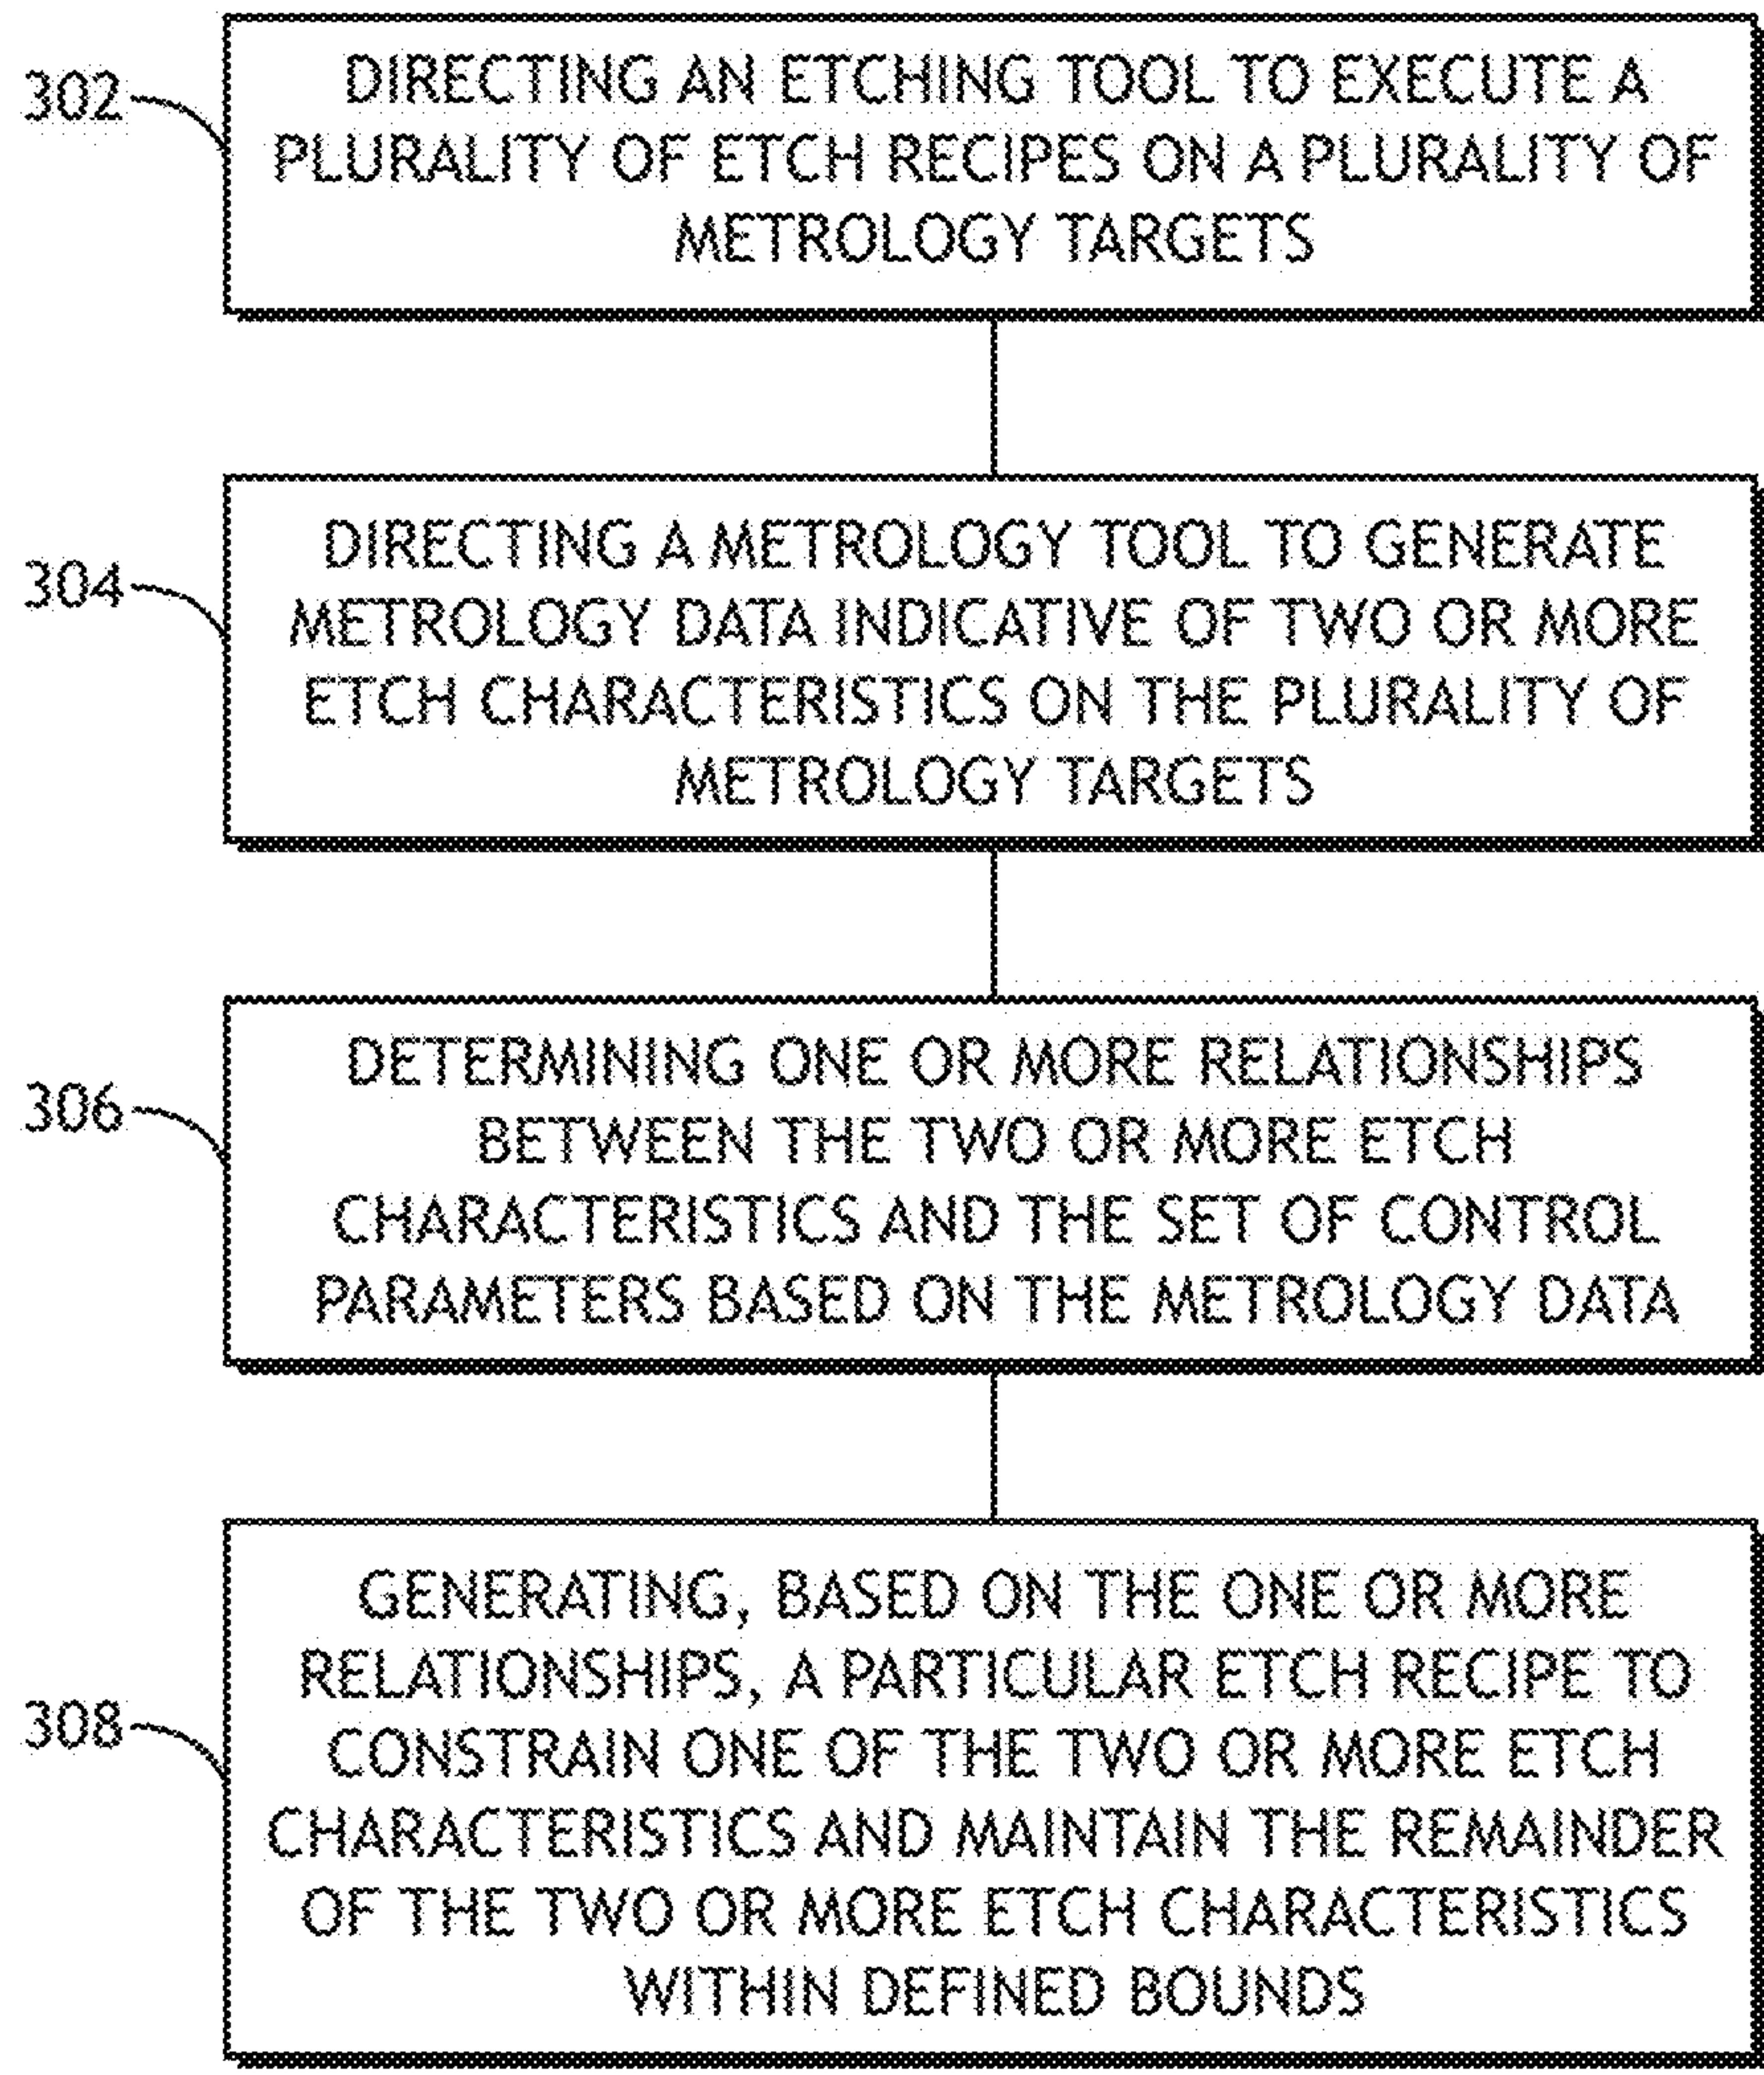 302
DIRECTING AN ETCHING TOOL TO EXECUTE A
PLURALITY OF ETCH RECIPES ON A PLURALITY OF
METROLOGY TARGETS
304
DIRECTING A METROLOGY TOOL TO GENERATE
METROLOGY DATA INDICATIVE OF TWO OR MORE
ETCH CHARACTERISTICS ON THE PLURALITY OF
METROLOGY TARGETS
306
DETERMINING ONE OR MORE RELATIONSHIPS
BETWEEN THE TWO OR MORE ETCH
CHARACTERISTICS AND THE SET OF CONTROL
PARAMETERS BASED ON THE METROLOGY DATA
308
GENERATING, BASED ON THE ONE OR MORE
RELATIONSHIPS, A PARTICULAR ETCH RECIPE TO
CONSTRAIN ONE OF THE TWO OR MORE ETCH
CHARACTERISTICS AND MAINTAIN THE REMAINDER
OF THE TWO OR MORE ETCH CHARACTERISTICS
WITHIN DEFINED BOUNDS